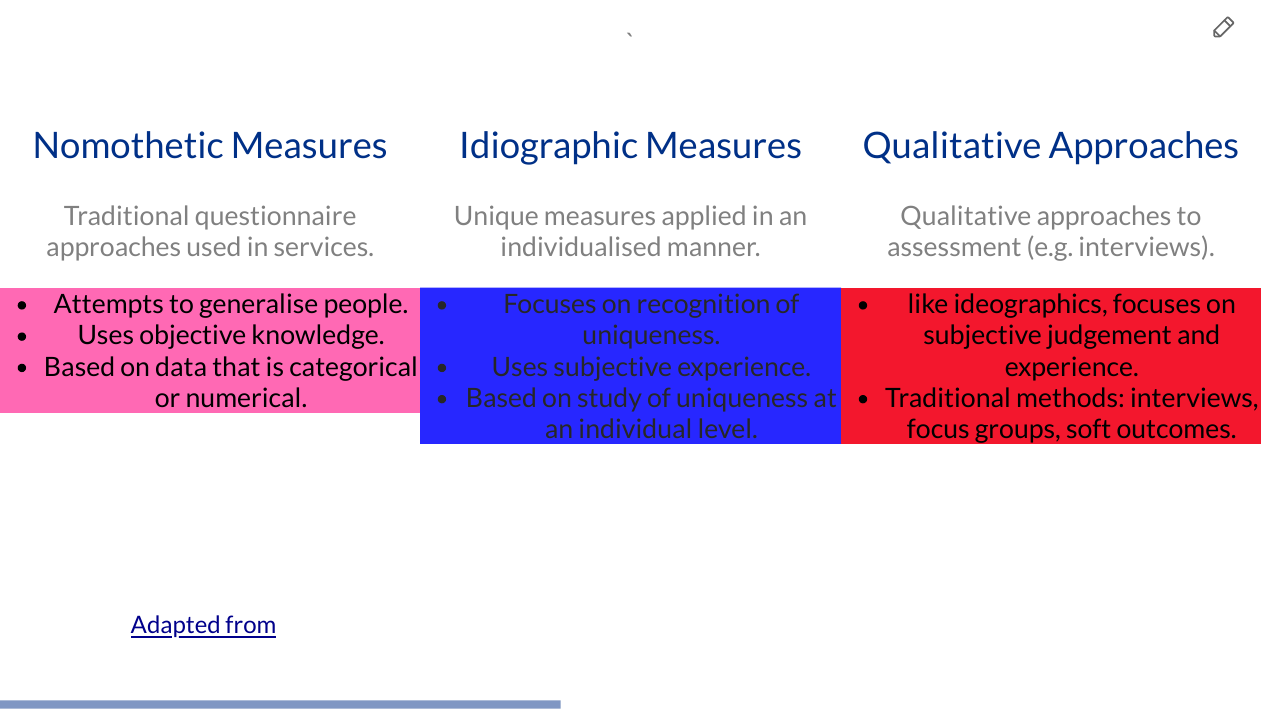 `
Nomothetic Measures
Traditional questionnaire
approaches used in services.
• Attempts to generalise people.
• Uses objective knowledge.
• Based on data that is categorical
or numerical.
Idiographic Measures
Unique measures applied in an
individualised manner.
• Focuses on recognition of
uniqueness.
• Uses subjective experience.
• Based on study of uniqueness at
an individual level.
Qualitative Approaches
Qualitative approaches to
assessment (e.g. interviews).
• like ideographics, focuses on
subjective judgement and
experience.
• Traditional methods: interviews,
focus groups, soft outcomes.
Adapted from